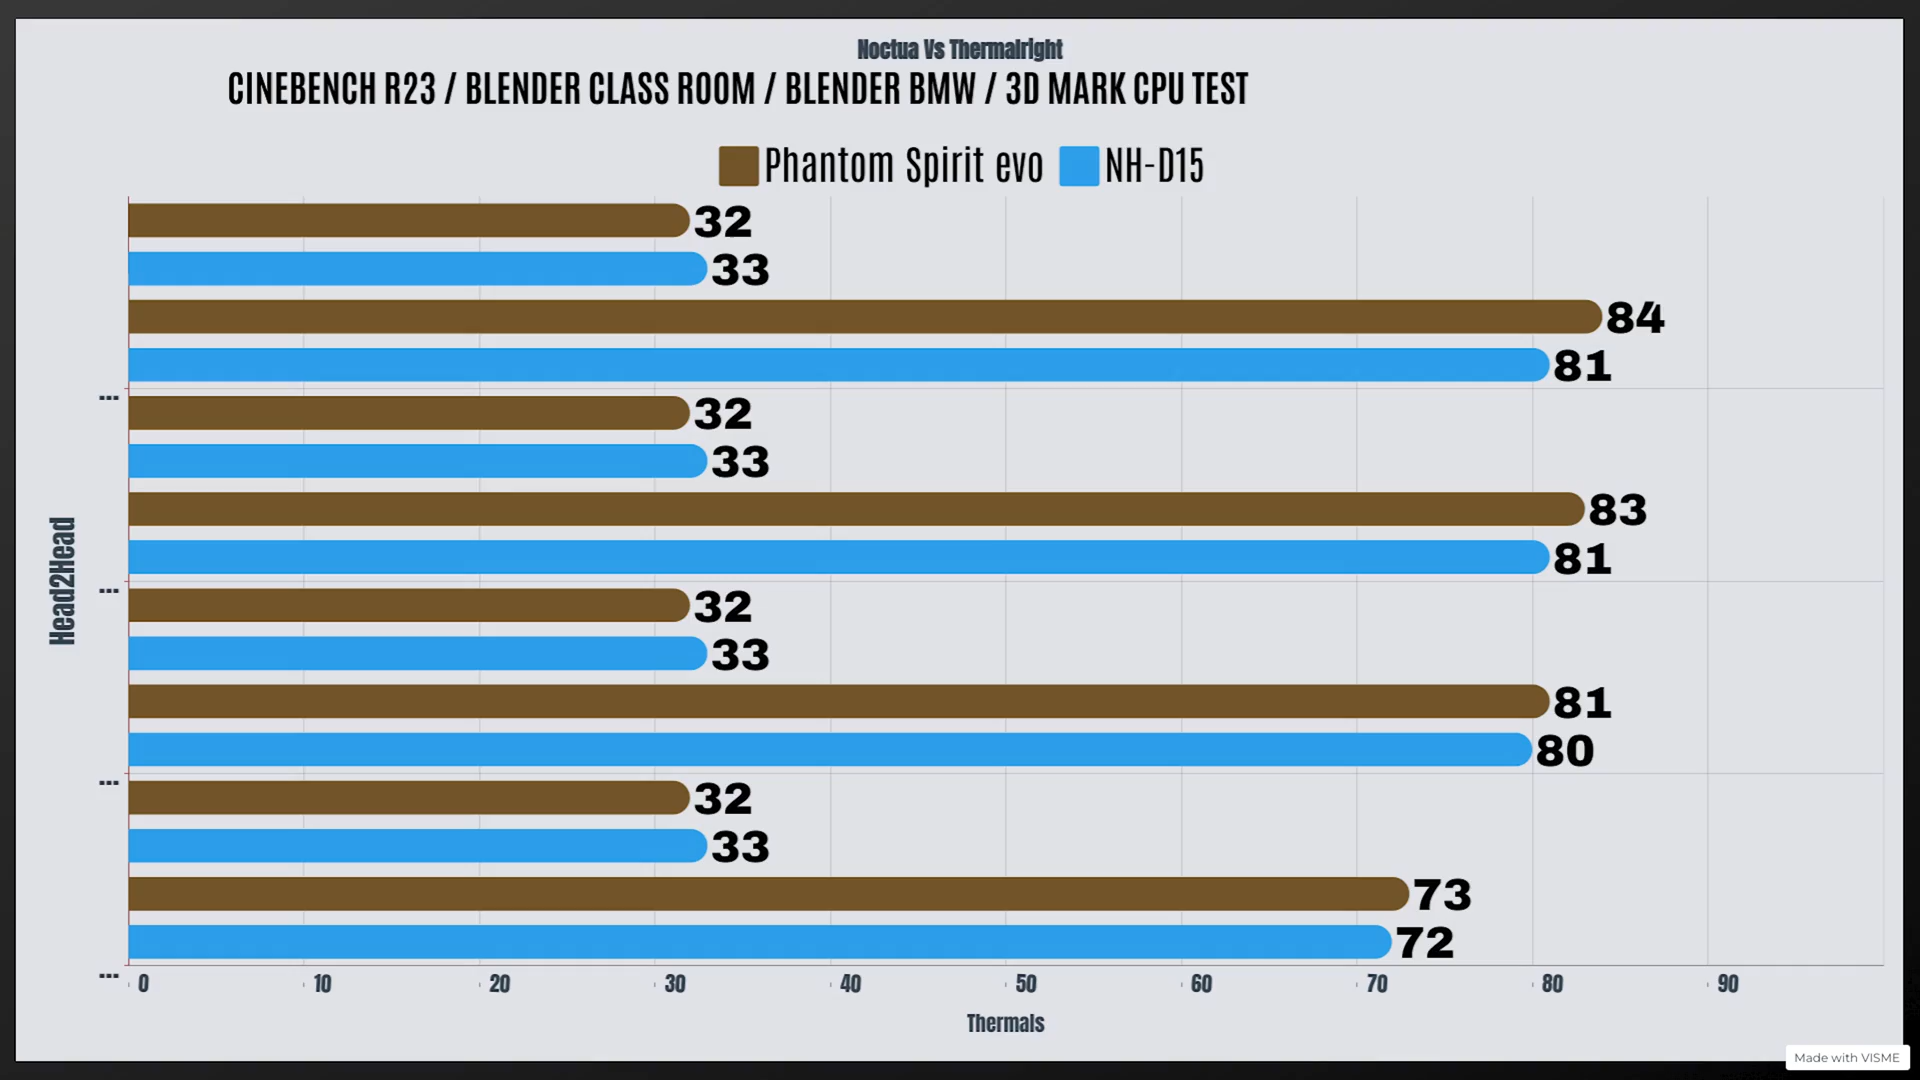 Noctua Vs Thermalright
CINEBENCH R23 / BLENDER CLASS ROOM / BLENDER BMW / 3D MARK CPU TEST
Phantom Spirit evo NH-D15
32
33
84
81
...
32
33
83
81
...
32
33
81
80
...
32
33
73
72
...
Head2Head
0 10 20 30 40 50 60 70 80 90
Thermals
Made with VISME